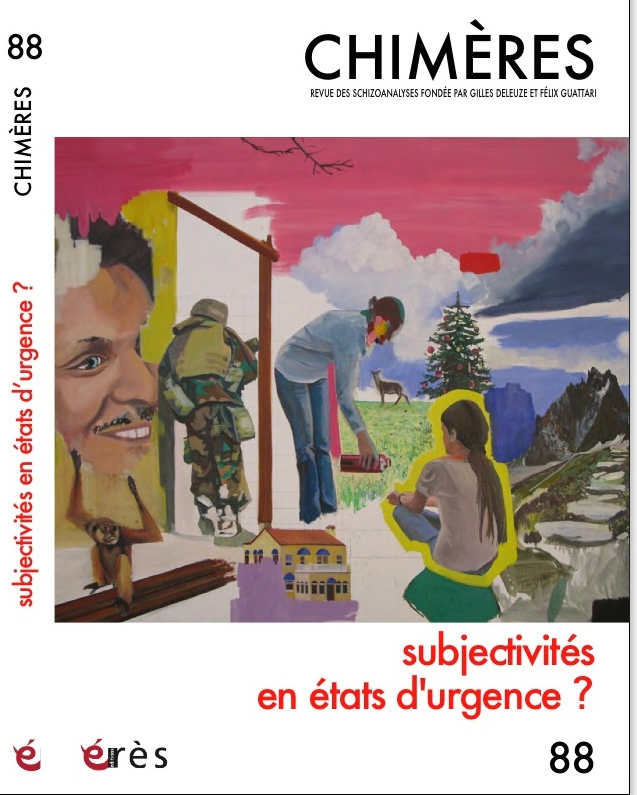 88
CHIMÈRES
subjectivités en états d'urgence ?
é
CHIMÈRES
REVUE DES SCHIZOANALYSES FONDÉE PAR GILLES DELEUZE ET FÉLIX GUATTARI
subjectivités
en états d'urgence ?
érès
88